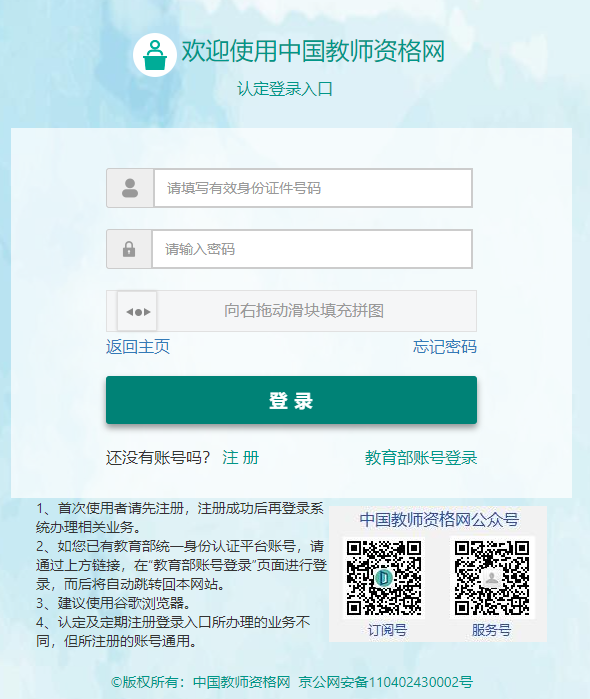 欢迎使用中国教师资格网
认定登录入口
请填写有效身份证件号码
请输入密码
向右拖动滑块填充拼图
返回主页 忘记密码
登 录
还没有账号吗？ 注 册 教育部账号登录
1、首次使用者请先注册，注册成功后再登录系
统办理相关业务。
2、如您已有教育部统一身份认证平台账号，请
通过上方链接，在“教育部账号登录”页面进行登
录，而后将自动跳转回本网站。
3、建议使用谷歌浏览器。
4、认定及定期注册登录入口所办理的业务不
同，但所注册的账号通用。
中国教师资格网公众号
订阅号 服务号
©版权所有：中国教师资格网 京公网安备110402430002号